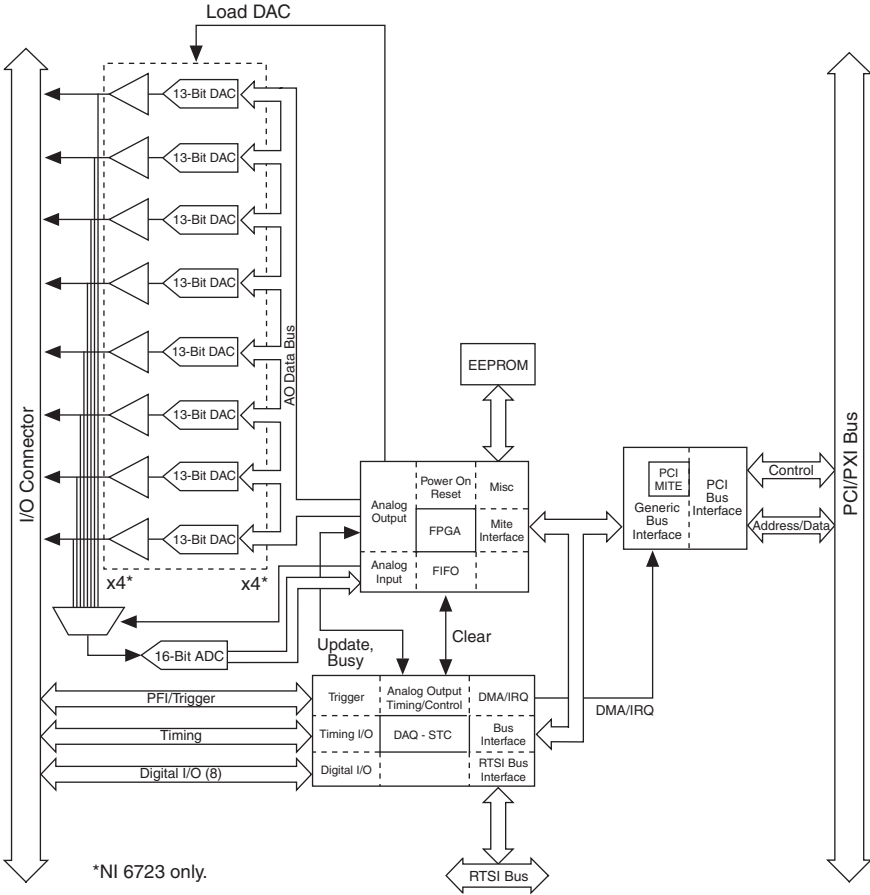 Load DAC
13-Bit DAC
13-Bit DAC
13-Bit DAC
13-Bit DAC
13-Bit DAC
13-Bit DAC
13-Bit DAC
13-Bit DAC
AO Data Bus
I/O Connector
x4*
x4*
16-Bit ADC
EEPROM
Analog
Output
Power On
Reset
Misc
FPGA
Mite
Interface
Analog
Input
FIFO
PCI
MITE
Generic
Bus
Interface
PCI
Bus
Interface
Control
Address/Data
PCI/PXI Bus
Update,
Busy
Clear
PFI/Trigger
Timing
Digital I/O (8)
Trigger
Analog Output
Timing/Control
DMA/IRQ
Timing I/O
DAQ - STC
Bus
Interface
Digital I/O
RTSI Bus
Interface
DMA/IRQ
RTSI Bus
*NI 6723 only.